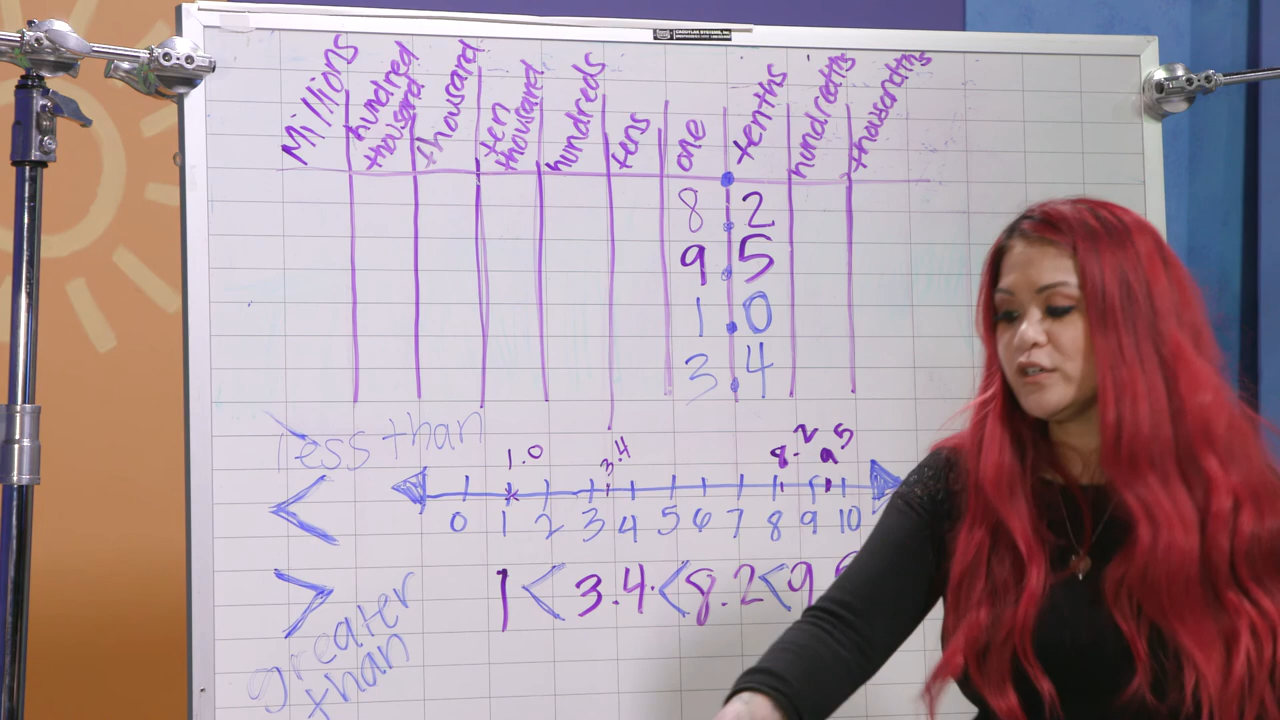 Millions hundred thousand thousand ten thousand hundreds tens one tenths hundredths thousandths
8.2
9.5
1.0
3.4
less than
1.0 3.4 8.2 9.5
<
0 1 2 3 4 5 6 7 8 9 10
> 1 < 3.4 < 8.2 < 9
greater
than